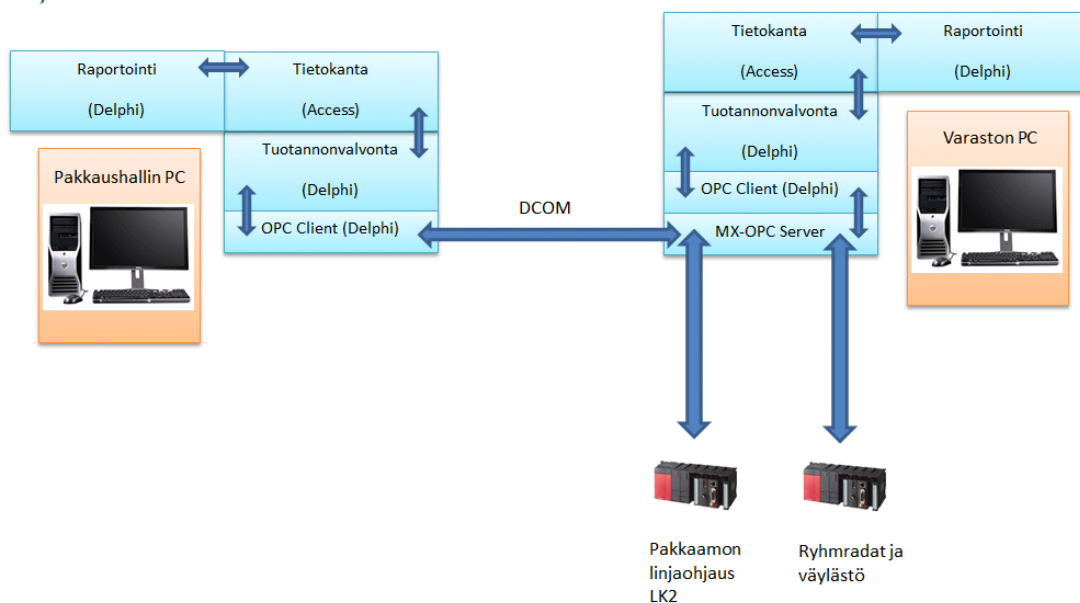 Raportointi
(Delphi)
Tietokanta
(Access)
Tuotannonvalvonta
(Delphi)
OPC Client (Delphi)
Pakkaushallin PC
DCOM
Tietokanta
(Access)
Raportointi
(Delphi)
Tuotannonvalvonta
(Delphi)
OPC Client (Delphi)
MX-OPC Server
Varaston PC
Pakkaamon
linjaohjaus
LK2
Ryhmradat ja
väylästö